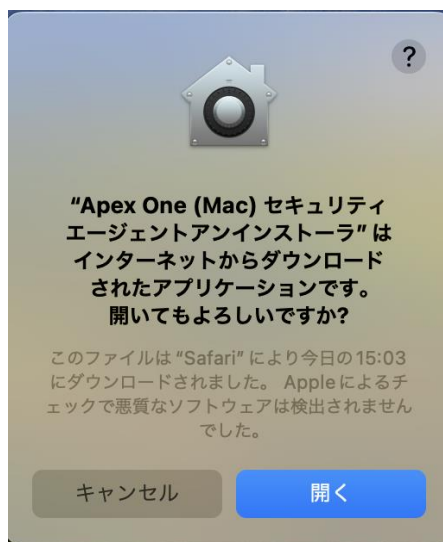 ?
“Apex One (Mac) セキュリティ
エージェントアンインストーラ”は
インターネットからダウンロード
されたアプリケーションです。
開いてもよろしいですか?
このファイルは“Safari”により今日の15:03
にダウンロードされました。 Appleによるチ
ェックで悪質なソフトウェアは検出されません
でした。
キャンセル
開く